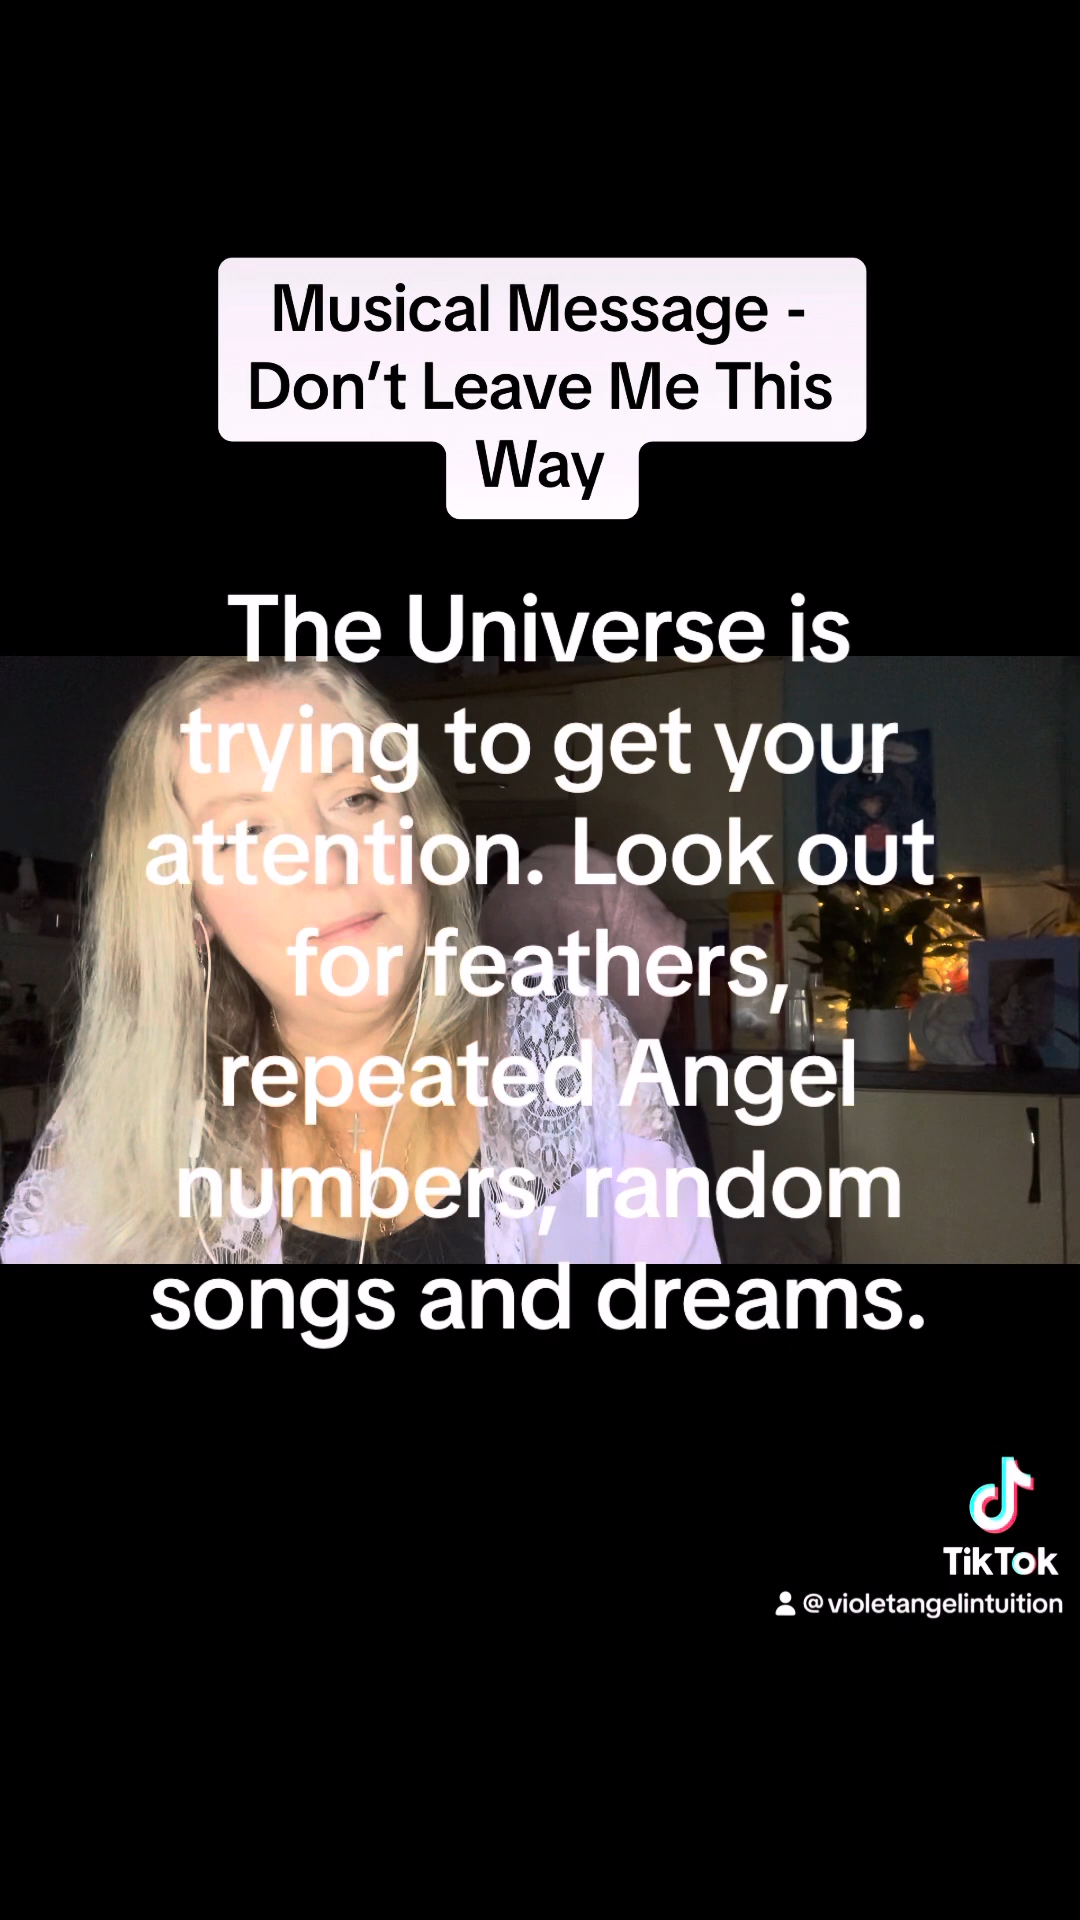 Musical Message -
Don’t Leave Me This
Way
The Universe is
trying to get your
attention. Look out
for feathers,
repeated Angel
numbers, random
songs and dreams.
TikTok
@violetangelintuition